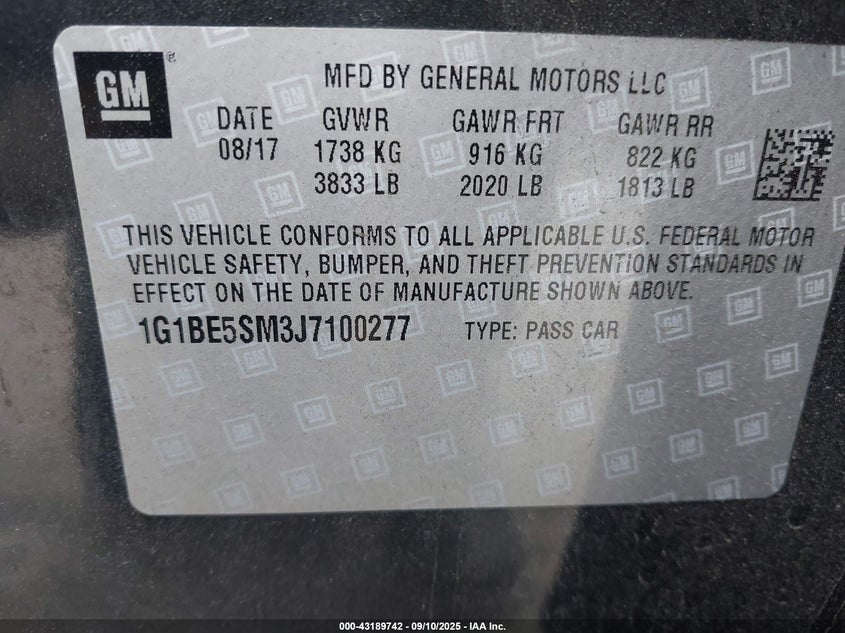 GM
MFD BY GENERAL MOTORS LLC
DATE GVWR GAWR FRT GAWR RR
08/17 1738 KG 916 KG 822 KG
3833 LB 2020 LB 1813 LB
THIS VEHICLE CONFORMS TO ALL APPLICABLE U.S. FEDERAL MOTOR
VEHICLE SAFETY, BUMPER, AND THEFT PREVENTION STANDARDS IN
EFFECT ON THE DATE OF MANUFACTURE SHOWN ABOVE.
1G1BE5SM3J7100277 TYPE: PASS CAR
000-43189742 - 09/10/2025 - IAA Inc.